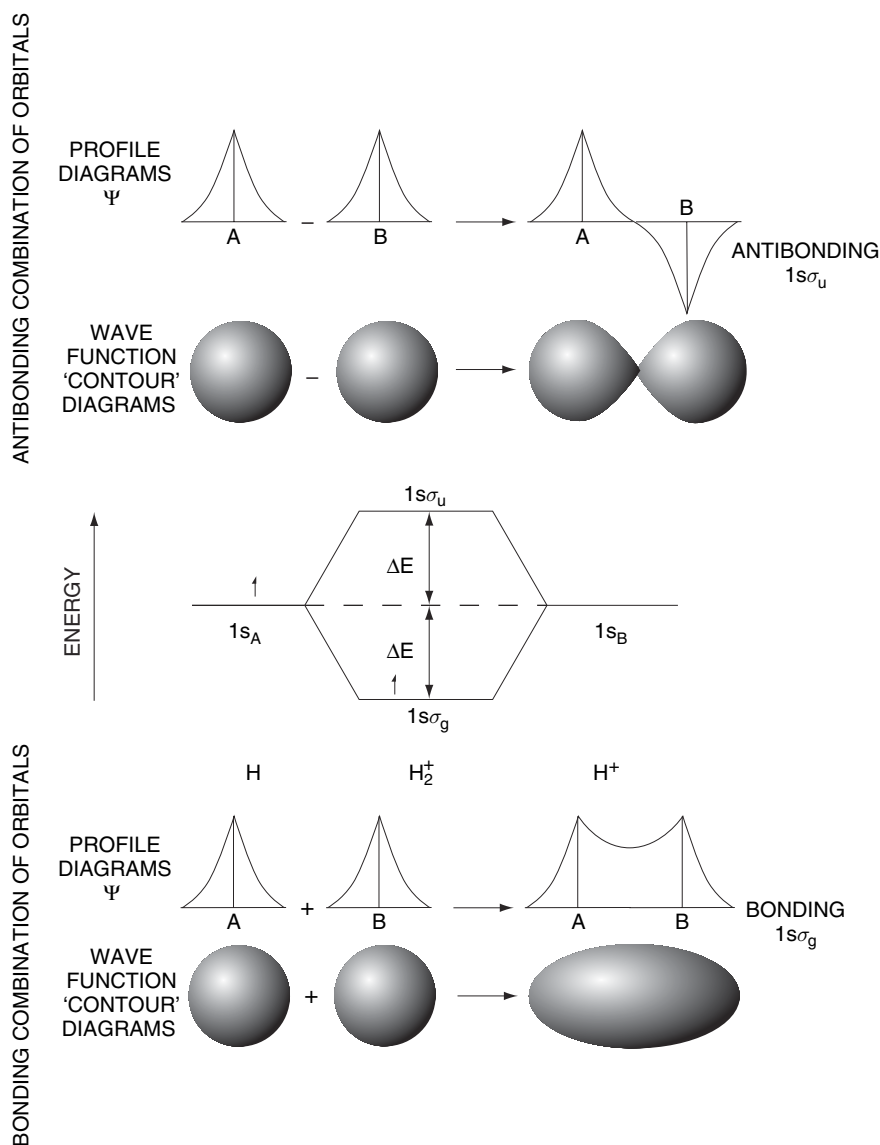 ANTIBONDING COMBINATION OF ORBITALS
PROFILE
DIAGRAMS
Ψ
A
–
B
A
B
ANTIBONDING
1sσu
WAVE
FUNCTION
‘CONTOUR’
DIAGRAMS
–
ENERGY
1sσu
ΔE
1sA
1sB
ΔE
1sσg
H
H2+
H+
BONDING COMBINATION OF ORBITALS
PROFILE
DIAGRAMS
Ψ
A
+
B
A
B
BONDING
1sσg
WAVE
FUNCTION
‘CONTOUR’
DIAGRAMS
+